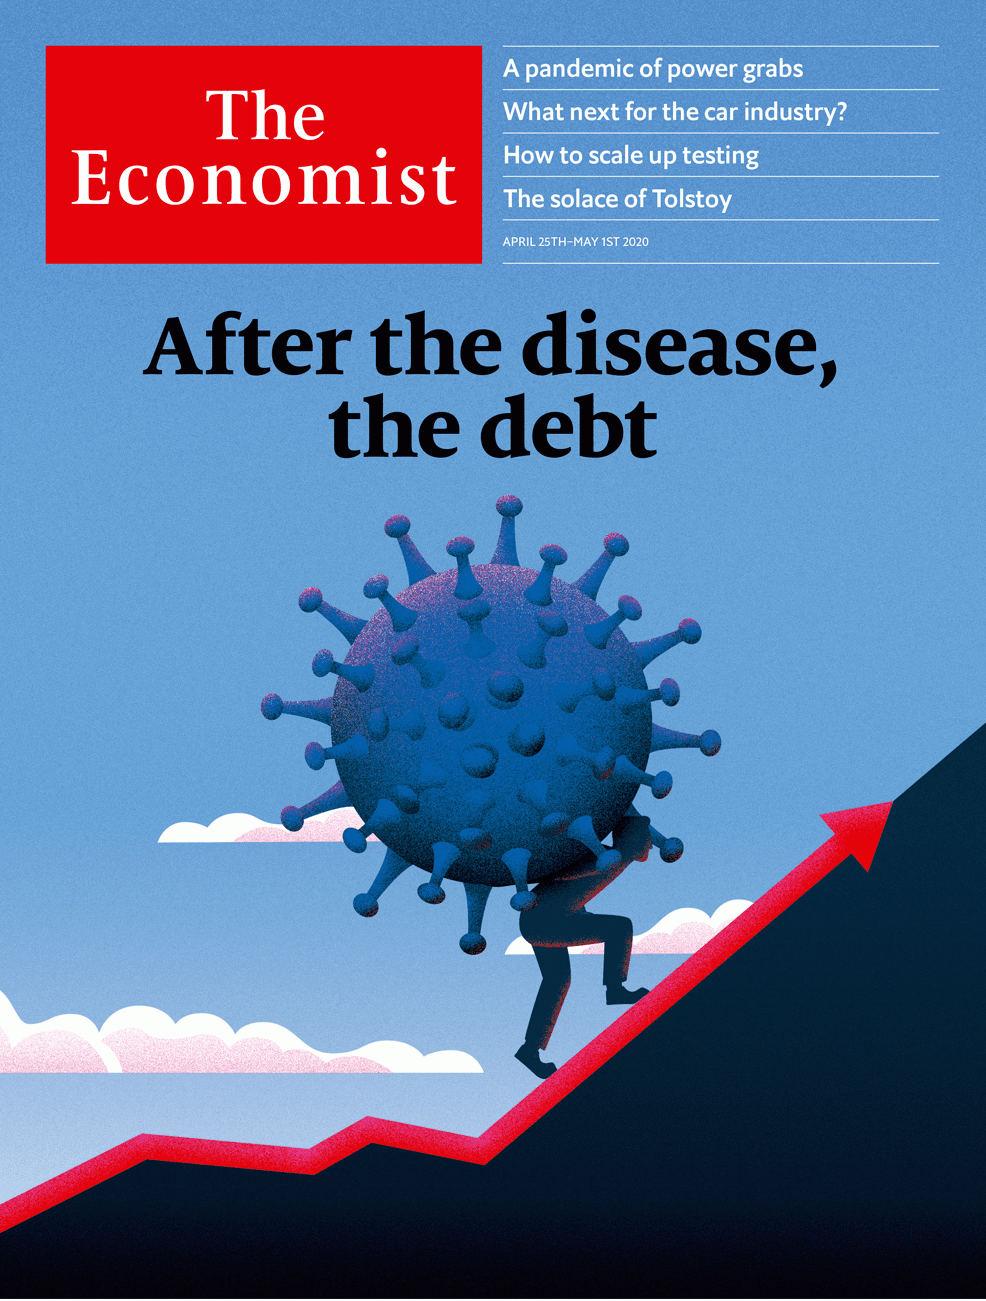 The
Economist
A pandemic of power grabs
What next for the car industry?
How to scale up testing
The solace of Tolstoy
APRIL 25TH–MAY 1ST 2020
After the disease,
the debt